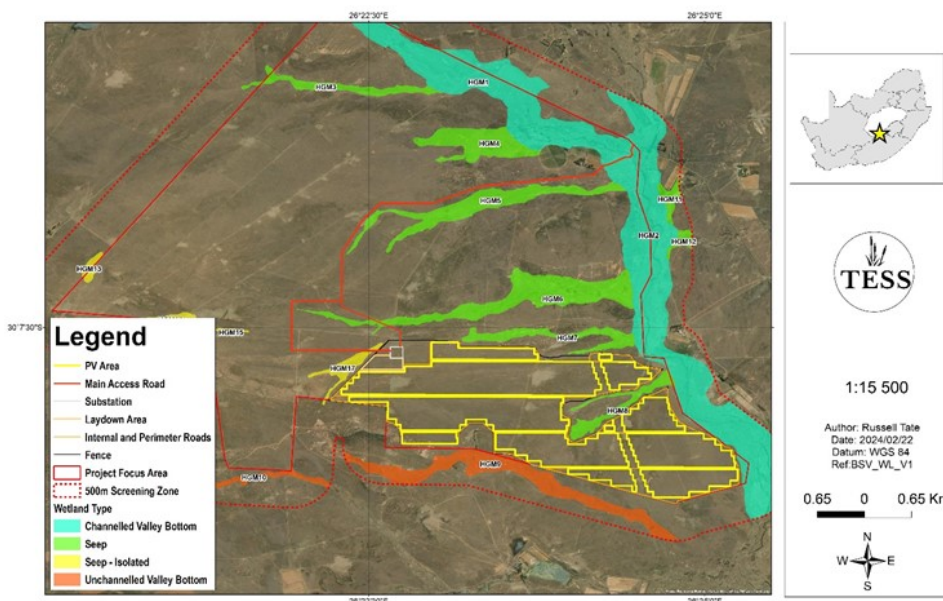 26°22'30"E
26°25'0"E
HGM1
HGM3
HGM4
HGM5
HGM11
HGM2
HGM12
HGM13
HGM6
30°7'30"S
HGM15
HGM7
HGM17
HGM8
HGM9
HGM10
Legend
PV Area
Main Access Road
Substation
Laydown Area
Internal and Perimeter Roads
Fence
Project Focus Area
500m Screening Zone
Wetland Type
Channelled Valley Bottom
Seep
Seep - Isolated
Unchannelled Valley Bottom
TESS
1:15 500
Author: Russell Tate
Date: 2024/02/22
Datum: WGS 84
Ref:BSV_WL_V1
0.65 0 0.65 Km
N
W E
S